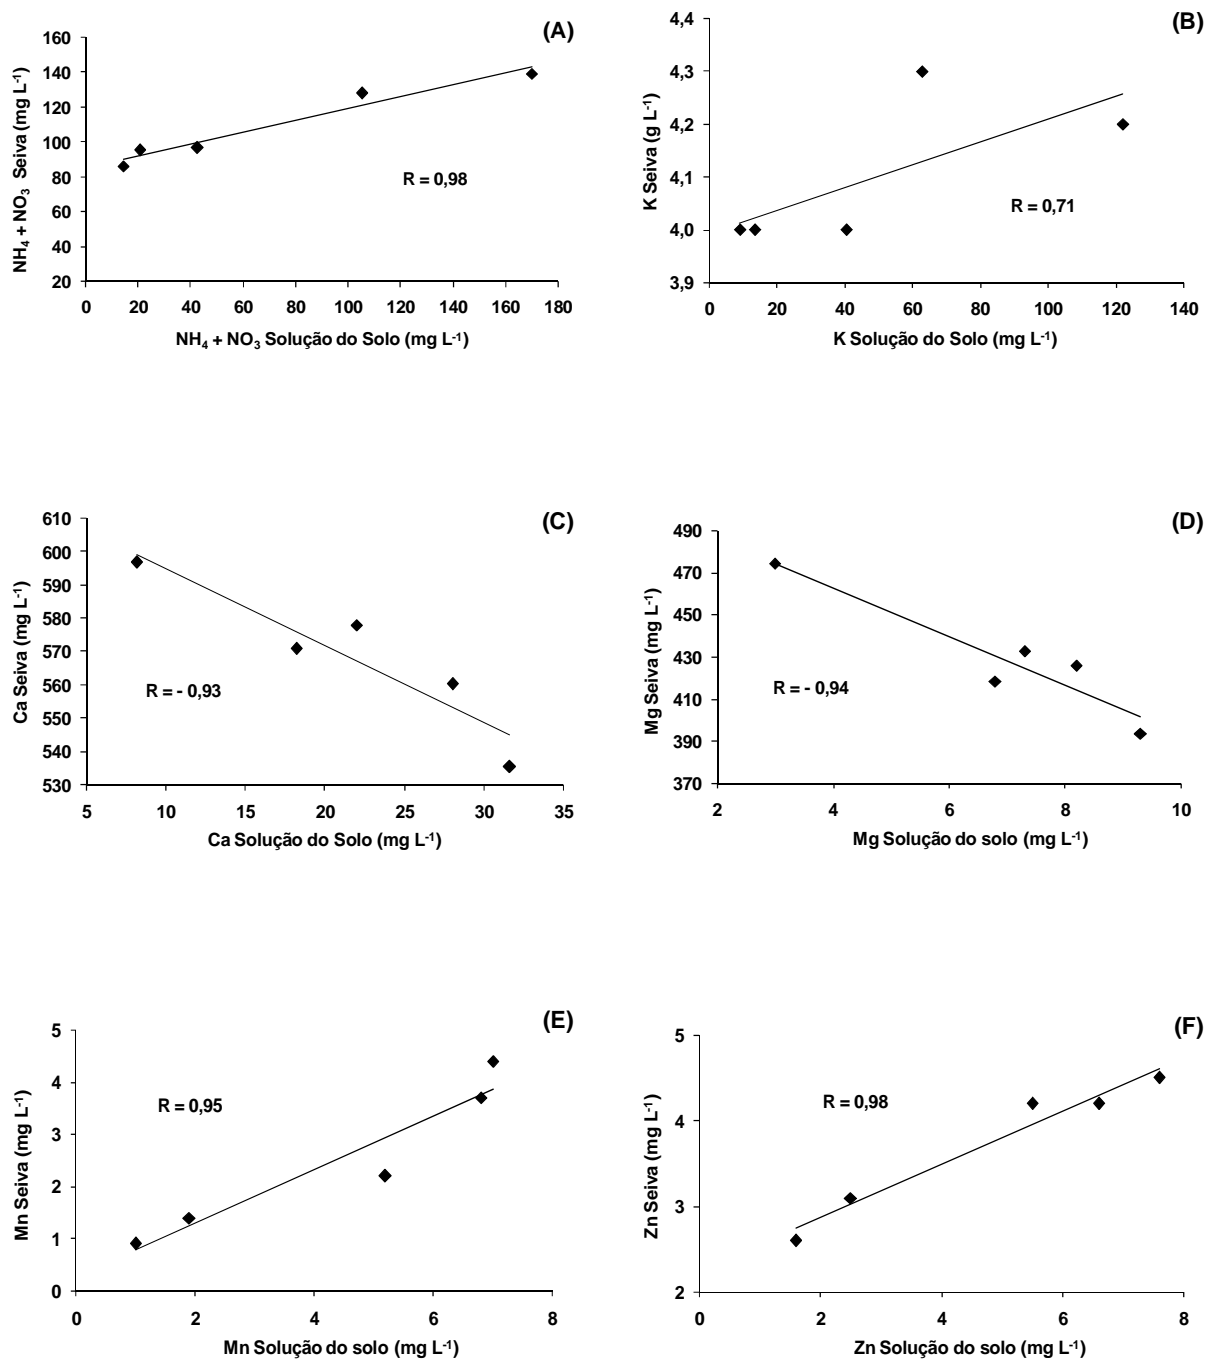 (A)
160
140
120
100
80
60
40
20
0 20 40 60 80 100 120 140 160 180
NH4 + NO3 Seiva (mg L-1)
R = 0,98
NH4 + NO3 Solução do Solo (mg L-1)
(B)
4,4
4,3
4,2
4,1
4,0
3,9
0 20 40 60 80 100 120 140
K Seiva (g L-1)
R = 0,71
K Solução do Solo (mg L-1)
(C)
610
600
590
580
570
560
550
540
530
5 10 15 20 25 30 35
Ca Seiva (mg L-1)
R = - 0,93
Ca Solução do Solo (mg L-1)
(D)
490
470
450
430
410
390
370
2 4 6 8 10
Mg Seiva (mg L-1)
R = - 0,94
Mg Solução do solo (mg L-1)
(E)
5
4
3
2
1
0
0 2 4 6 8
Mn Seiva (mg L-1)
R = 0,95
Mn Solução do solo (mg L-1)
(F)
5
4
3
2
0 2 4 6 8
Zn Seiva (mg L-1)
R = 0,98
Zn Solução do solo (mg L-1)